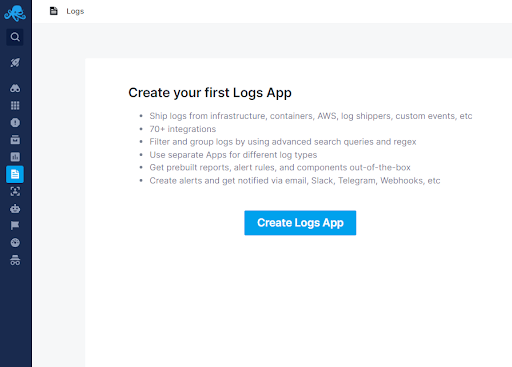 Logs
Create your first Logs App
Ship logs from infrastructure, containers, AWS, log shippers, custom events, etc
70+ integrations
Filter and group logs by using advanced search queries and regex
Use separate Apps for different log types
Get prebuilt reports, alert rules, and components out-of-the-box
Create alerts and get notified via email, Slack, Telegram, Webhooks, etc
Create Logs App